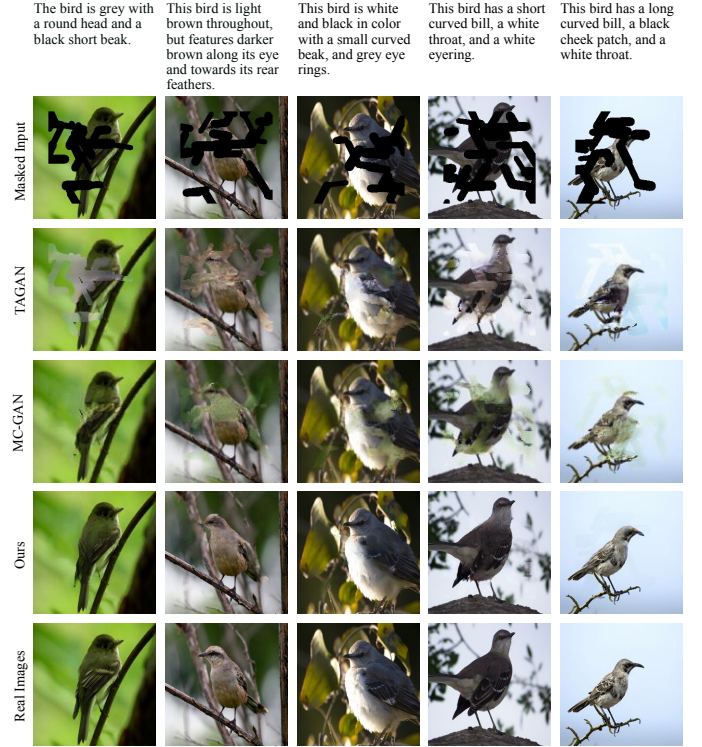 The bird is grey with
a round head and a
black short beak.
This bird is light
brown throughout,
but features darker
brown along its eye
and towards its rear
feathers.
This bird is white
and black in color
with a small curved
beak, and grey eye
rings.
This bird has a short
curved bill, a white
throat, and a white
eyering.
This bird has a long
curved bill, a black
cheek patch, and a
white throat.
Masked Input
TAGAN
MC-GAN
Ours
Real Images